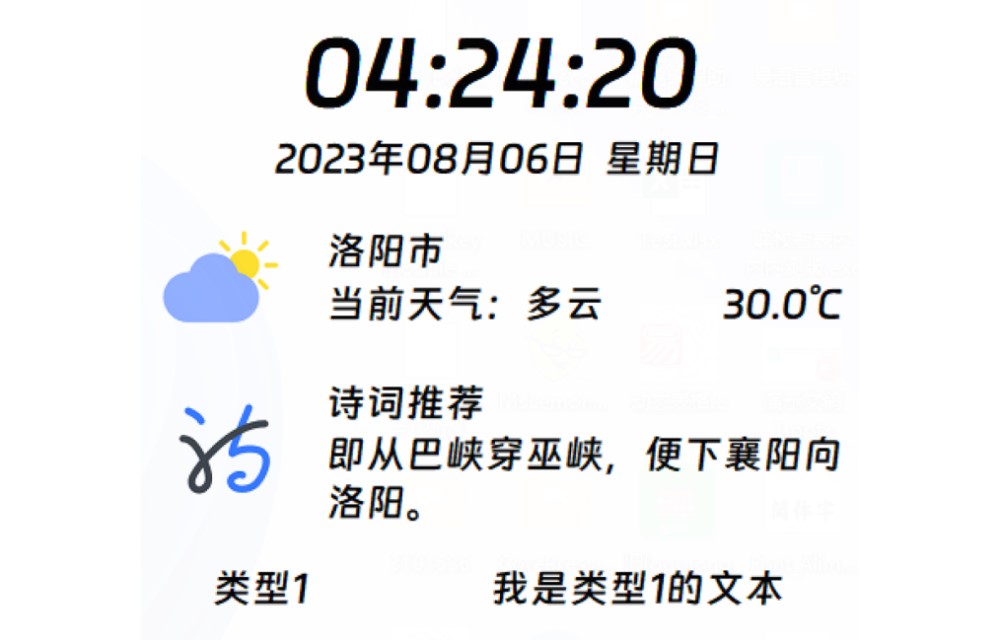 04:24:20
2023年08月06日 星期日
洛阳市
当前天气：多云 30.0℃
诗词推荐
即从巴峡穿巫峡，便下襄阳向
洛阳。
类型1 我是类型1的文本